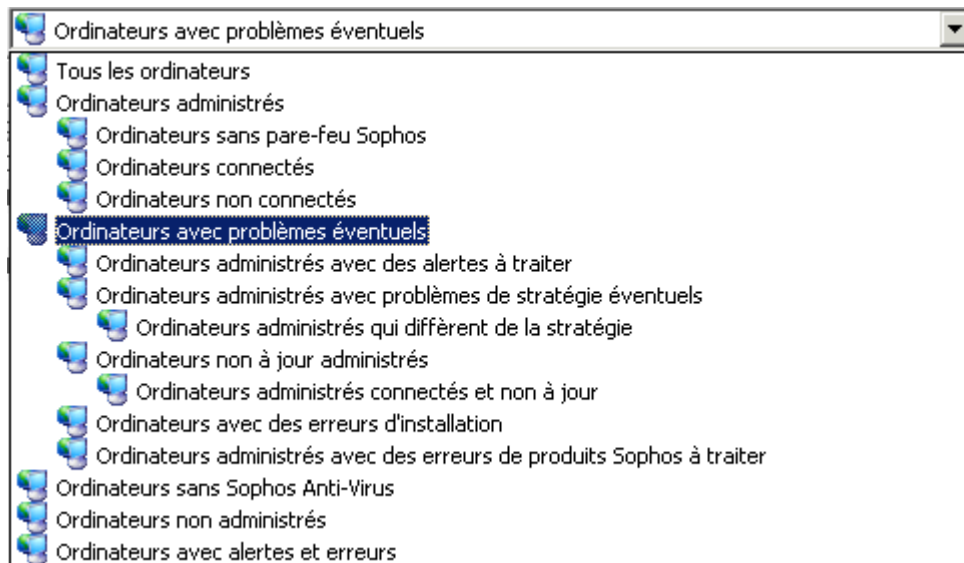 Ordinateurs avec problèmes éventuels
Tous les ordinateurs
Ordinateurs administrés
Ordinateurs sans pare-feu Sophos
Ordinateurs connectés
Ordinateurs non connectés
Ordinateurs avec problèmes éventuels
Ordinateurs administrés avec des alertes à traiter
Ordinateurs administrés avec problèmes de stratégie éventuels
Ordinateurs administrés qui diffèrent de la stratégie
Ordinateurs non à jour administrés
Ordinateurs administrés connectés et non à jour
Ordinateurs avec des erreurs d'installation
Ordinateurs administrés avec des erreurs de produits Sophos à traiter
Ordinateurs sans Sophos Anti-Virus
Ordinateurs non administrés
Ordinateurs avec alertes et erreurs